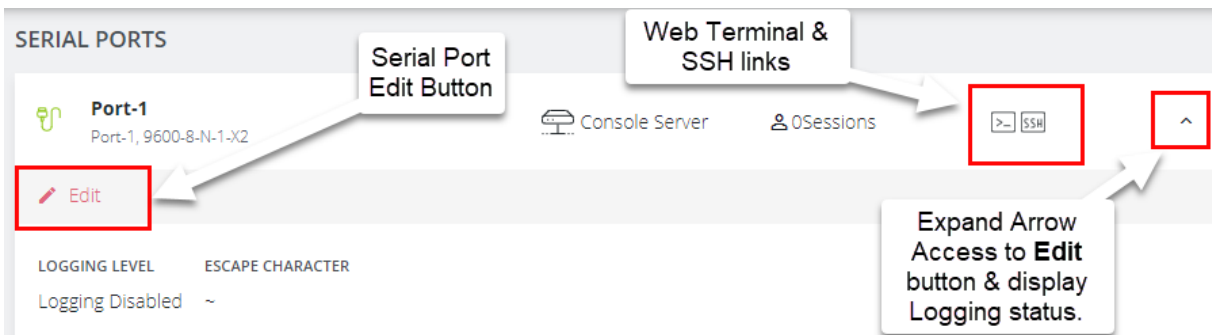 SERIAL PORTS
Serial Port
Edit Button
Web Terminal &
SSH links
Port-1
Port-1, 9600-8-N-1-X2
Console Server
0Sessions
>_ SSH
Edit
Expand Arrow
Access to Edit
button & display
Logging status.
LOGGING LEVEL ESCAPE CHARACTER
Logging Disabled ~